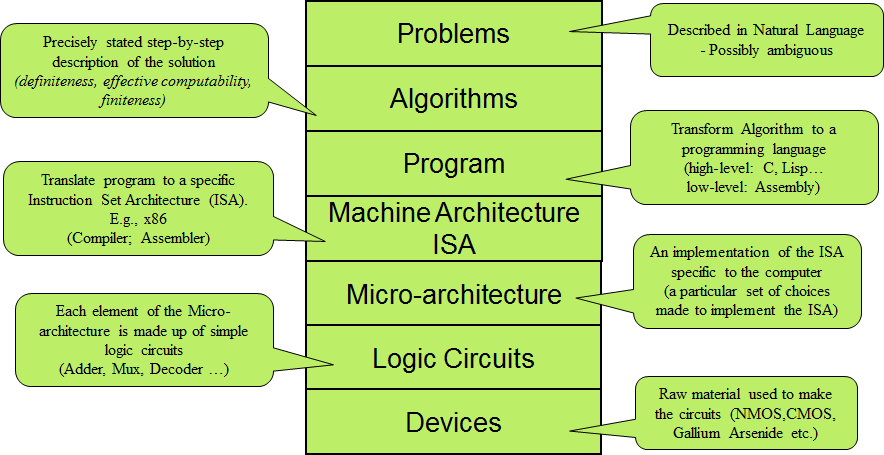 Problems
Described in Natural Language
- Possibly ambiguous
Precisely stated step-by-step
description of the solution
(definiteness, effective computability,
finiteness)
Algorithms
Program
Transform Algorithm to a
programming language
(high-level: C, Lisp…
low-level: Assembly)
Translate program to a specific
Instruction Set Architecture (ISA).
E.g., x86
(Compiler; Assembler)
Machine Architecture
ISA
Micro-architecture
An implementation of the ISA
specific to the computer
(a particular set of choices
made to implement the ISA)
Each element of the Micro-
architecture is made up of simple
logic circuits
(Adder, Mux, Decoder …)
Logic Circuits
Devices
Raw material used to make
the circuits (NMOS,CMOS,
Gallium Arsenide etc.)